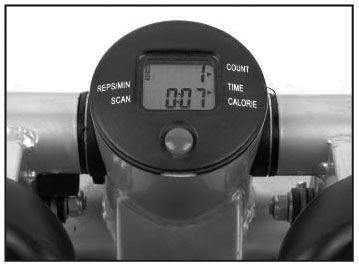 1
COUNT
REPS/MIN
TIME
SCAN
0:07
CALORIE